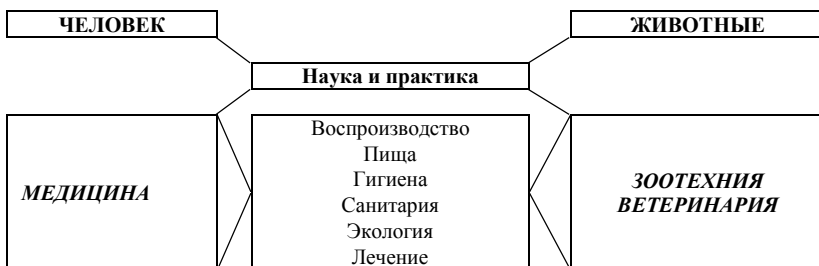 ЧЕЛОВЕК
ЖИВОТНЫЕ
Наука и практика
МЕДИЦИНА
Воспроизводство
Пища
Гигиена
Санитария
Экология
Лечение
ЗООТЕХНИЯ
ВЕТЕРИНАРИЯ